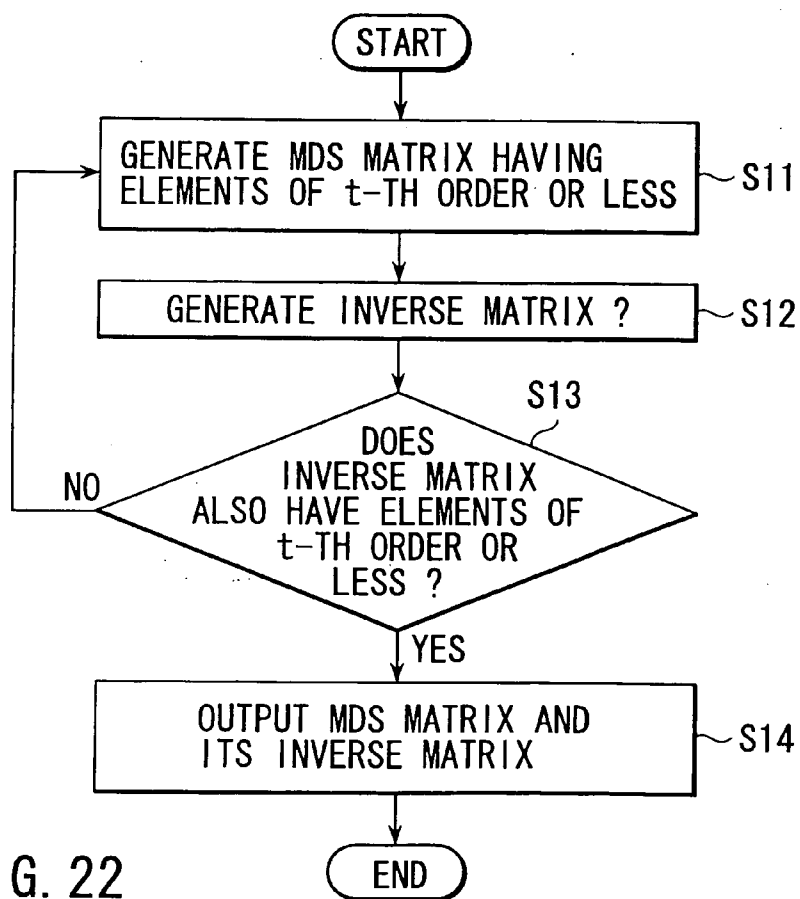 START
GENERATE MDS MATRIX HAVING
ELEMENTS OF t-TH ORDER OR LESS
S11
GENERATE INVERSE MATRIX ?
S12
S13
DOES
INVERSE MATRIX
ALSO HAVE ELEMENTS OF
t-TH ORDER OR
LESS ?
NO
YES
OUTPUT MDS MATRIX AND
ITS INVERSE MATRIX
S14
END
G. 22